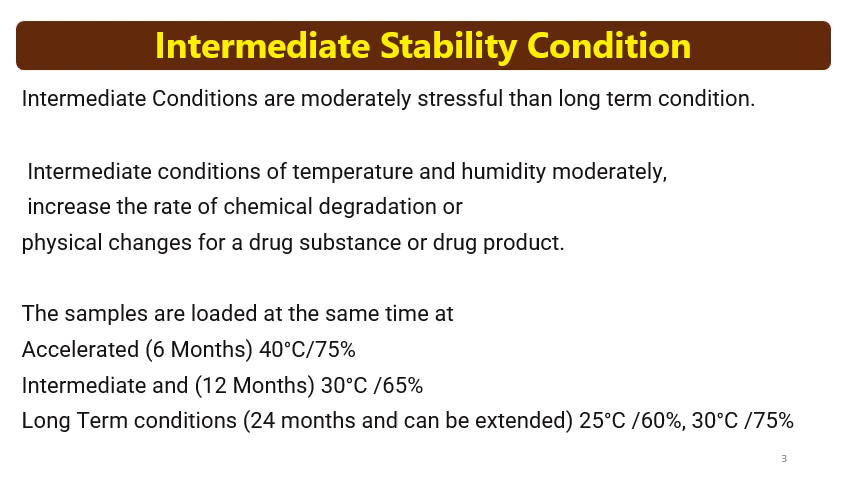 Intermediate Stability Condition
Intermediate Conditions are moderately stressful than long term condition.
Intermediate conditions of temperature and humidity moderately,
increase the rate of chemical degradation or
physical changes for a drug substance or drug product.
The samples are loaded at the same time at
Accelerated (6 Months) 40°C/75%
Intermediate and (12 Months) 30°C /65%
Long Term conditions (24 months and can be extended) 25°C /60%, 30°C /75%
3